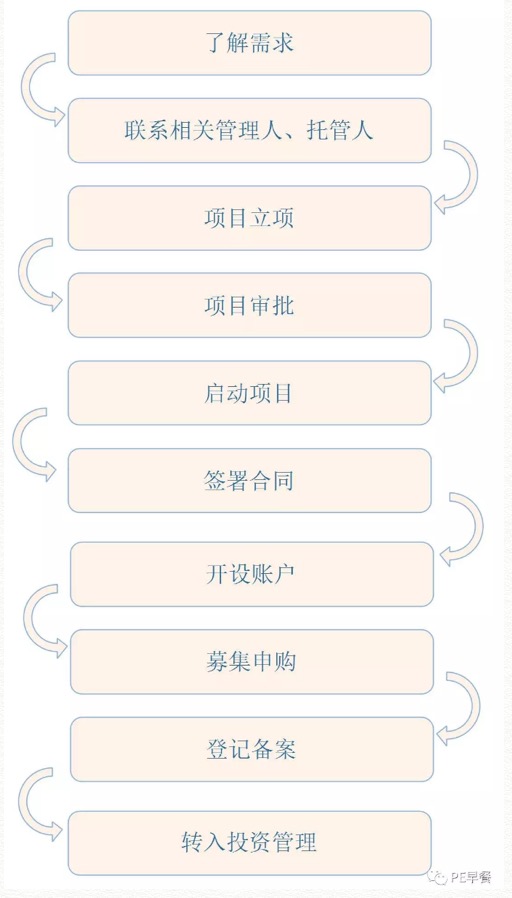 了解需求
联系相关管理人、托管人
项目立项
项目审批
启动项目
签署合同
开设账户
募集申购
登记备案
转入投资管理
PE早餐